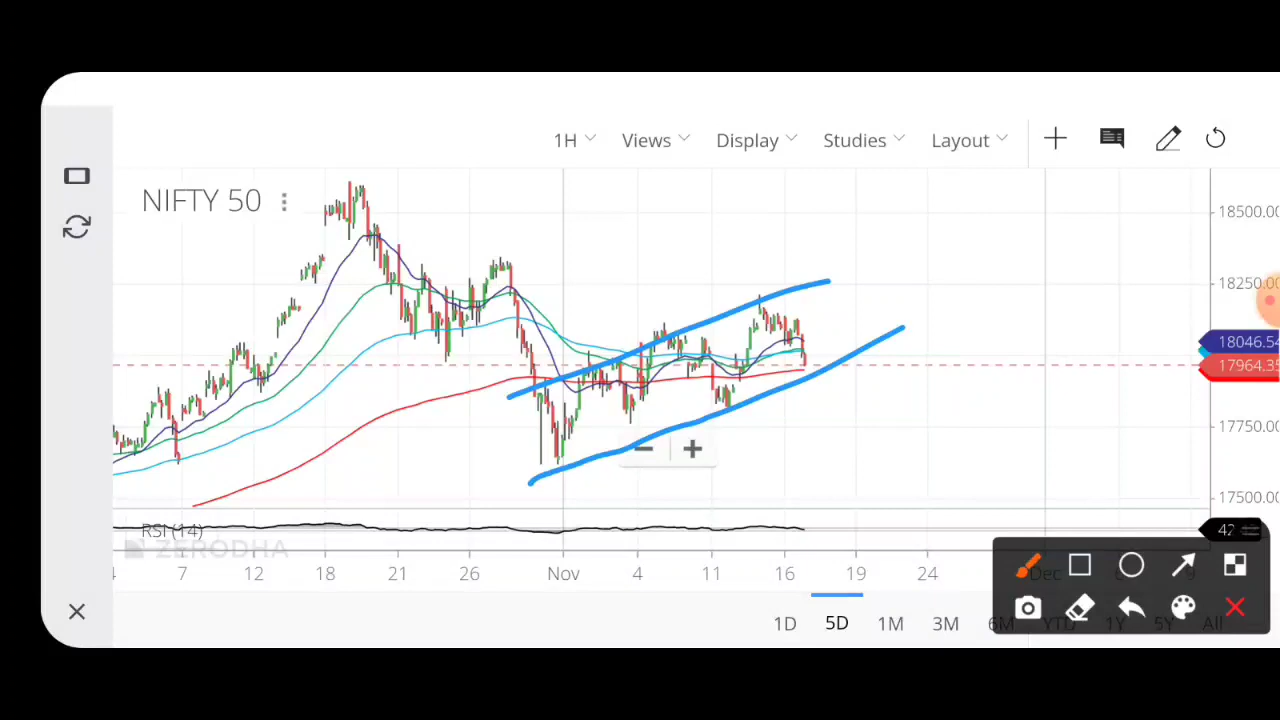 1H Views Display Studies Layout
NIFTY 50
18500.00
18250.00
18046.54
17964.35
17750.00
17500.00
RSI (14)
42
ZERODHA
7 12 18 21 26 Nov 4 11 16 19 24 Dec
1D 5D 1M 3M 6M YTD 1Y 5Y All